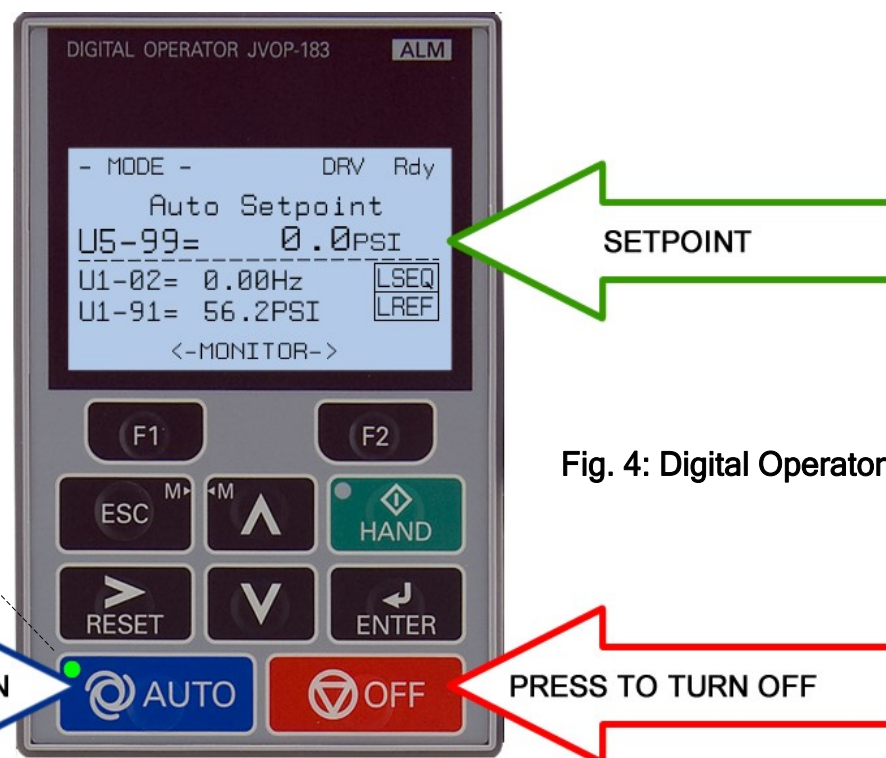 DIGITAL OPERATOR JVOP-183 ALM
- MODE - DRV Rdy
Auto Setpoint
U5-99= 0.0PSI
U1-02= 0.00Hz LSEQ
U1-91= 56.2PSI LREF
<-MONITOR->
SETPOINT
F1 F2
Fig. 4: Digital Operator
ESC M M HAND
RESET ENTER
N AUTO OFF PRESS TO TURN OFF